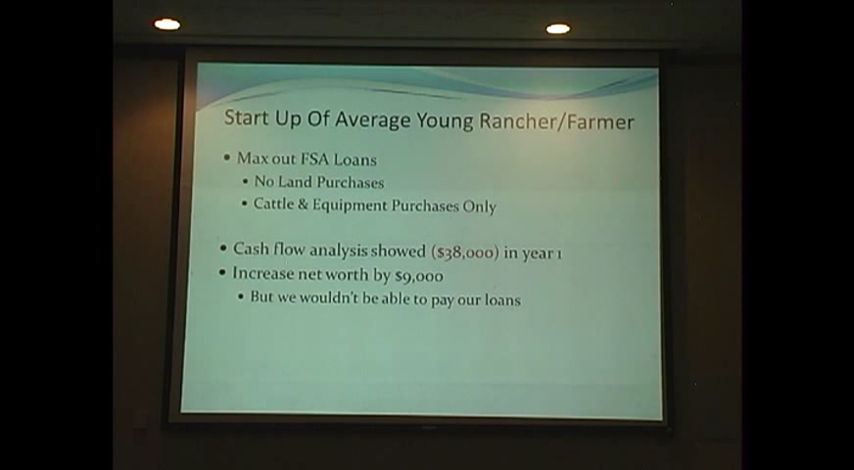 Start Up Of Average Young Rancher/Farmer
• Max out FSA Loans
• No Land Purchases
• Cattle & Equipment Purchases Only
• Cash flow analysis showed ($38,000) in year 1
• Increase net worth by $9,000
• But we wouldn't be able to pay our loans